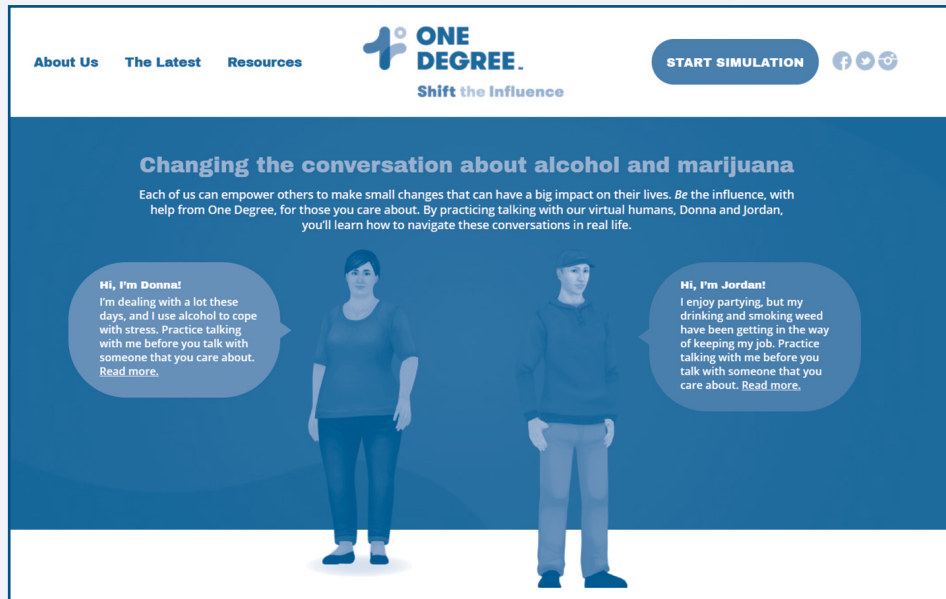 About Us The Latest Resources
ONE
DEGREE™
Shift the Influence
START SIMULATION
Changing the conversation about alcohol and marijuana
Each of us can empower others to make small changes that can have a big impact on their lives. Be the influence, with
help from One Degree, for those you care about. By practicing talking with our virtual humans, Donna and Jordan,
you'll learn how to navigate these conversations in real life.
Hi, I'm Donna!
I'm dealing with a lot these
days, and I use alcohol to cope
with stress. Practice talking
with me before you talk with
someone that you care about.
Read more.
Hi, I'm Jordan!
I enjoy partying, but my
drinking and smoking weed
have been getting in the way
of keeping my job. Practice
talking with me before you
talk with someone that you
care about. Read more.